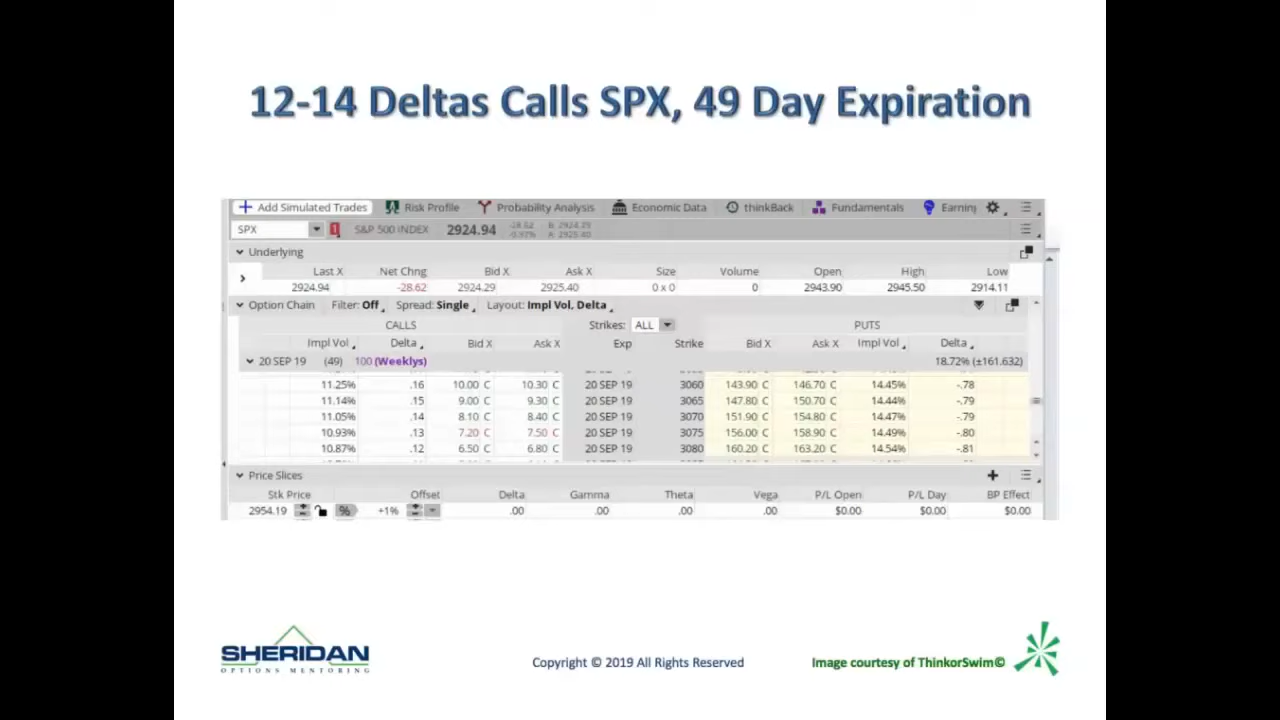 12-14 Deltas Calls SPX, 49 Day Expiration
Add Simulated Trades Risk Profile Probability Analysis Economic Data thinkBack Fundamentals Earnin
SPX S&P 500 INDEX 2924.94 -28.62 -0.97% B: 2924.29 A: 2925.40
Underlying
Last X Net Chng Bid X Ask X Size Volume Open High Low
2924.94 -28.62 2924.29 2925.40 0 x 0 0 2943.90 2945.50 2914.11
Option Chain Filter: Off Spread: Single Layout: Impl Vol, Delta
CALLS Strikes: ALL PUTS
Impl Vol Delta Bid X Ask X Exp Strike Bid X Ask X Impl Vol Delta
20 SEP 19 (49) 100 (Weeklys) 18.72% (±161.632)
11.25% .16 10.00 C 10.30 C 20 SEP 19 3060 143.90 C 146.70 C 14.45% -.78
11.14% .15 9.00 C 9.30 C 20 SEP 19 3065 147.80 C 150.70 C 14.44% -.79
11.05% .14 8.10 C 8.40 C 20 SEP 19 3070 151.90 C 154.80 C 14.47% -.79
10.93% .13 7.20 C 7.50 C 20 SEP 19 3075 156.00 C 158.90 C 14.49% -.80
10.87% .12 6.50 C 6.80 C 20 SEP 19 3080 160.20 C 163.20 C 14.54% -.81
Price Slices
Stk Price Offset Delta Gamma Theta Vega P/L Open P/L Day BP Effect
2954.19 % +1% .00 .00 .00 .00 $0.00 $0.00 $0.00
SHERIDAN
OPTIONS MENTORING
Copyright © 2019 All Rights Reserved
Image courtesy of ThinkorSwim©